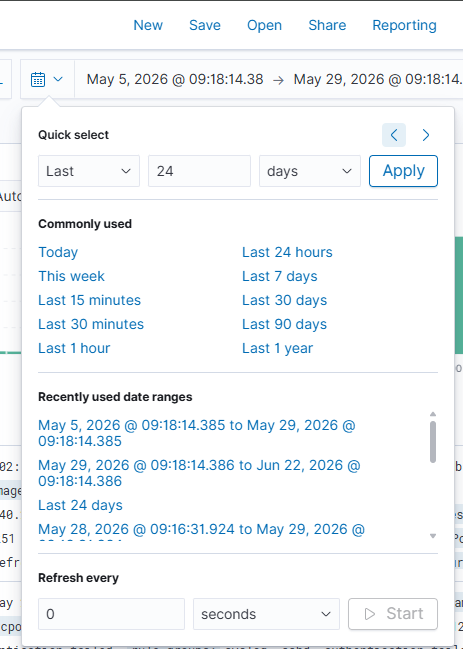 New Save Open Share Reporting
May 5, 2026 @ 09:18:14.38 → May 29, 2026 @ 09:18:14.
Quick select
Last 24 days Apply
Auto
Commonly used
Today Last 24 hours
This week Last 7 days
Last 15 minutes Last 30 days
Last 30 minutes Last 90 days
Last 1 hour Last 1 year
Recently used date ranges
May 5, 2026 @ 09:18:14.385 to May 29, 2026 @
09:18:14.385
May 29, 2026 @ 09:18:14.386 to Jun 22, 2026 @
09:18:14.386
Last 24 days
May 28, 2026 @ 09:16:31.924 to May 29, 2026 @
Refresh every
0 seconds Start